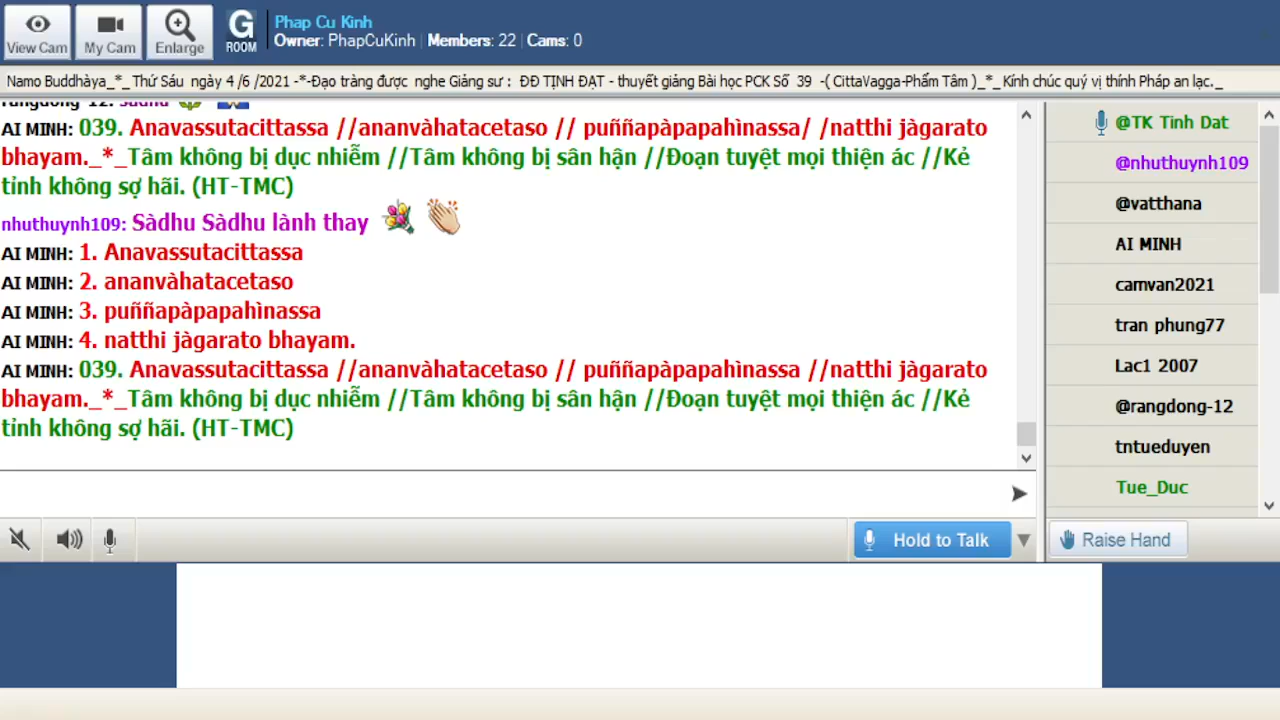 View Cam
My Cam
Enlarge
G
ROOM
Phap Cu Kinh
Owner: PhapCuKinh | Members: 22 | Cams: 0
Namo Buddhàya_*_Thứ Sáu ngày 4 /6 /2021 -*-Đạo tràng được nghe Giảng sư : ĐĐ TỊNH ĐẠT - thuyết giảng Bài học PCK Số 39 -( CittaVagga-Phẩm Tâm )_*_Kính chúc quý vị thính Pháp an lạc._
rangdong-12: sadhu
AI MINH: 039. Anavassutacittassa //ananvàhatacetaso // puññapàpapahìnassa/ /natthi jàgarato
bhayam._*_Tâm không bị dục nhiễm //Tâm không bị sân hận //Đoạn tuyệt mọi thiện ác //Kẻ
tỉnh không sợ hãi. (HT-TMC)
nhuthuynh109: Sàdhu Sàdhu lành thay
AI MINH: 1. Anavassutacittassa
AI MINH: 2. ananvàhatacetaso
AI MINH: 3. puññapàpapahìnassa
AI MINH: 4. natthi jàgarato bhayam.
AI MINH: 039. Anavassutacittassa //ananvàhatacetaso // puññapàpapahìnassa //natthi jàgarato
bhayam._*_Tâm không bị dục nhiễm //Tâm không bị sân hận //Đoạn tuyệt mọi thiện ác //Kẻ
tỉnh không sợ hãi. (HT-TMC)
@TK Tinh Dat
@nhuthuynh109
@vatthana
AI MINH
camvan2021
tran phung77
Lac1 2007
@rangdong-12
tntueduyen
Tue_Duc
Hold to Talk
Raise Hand